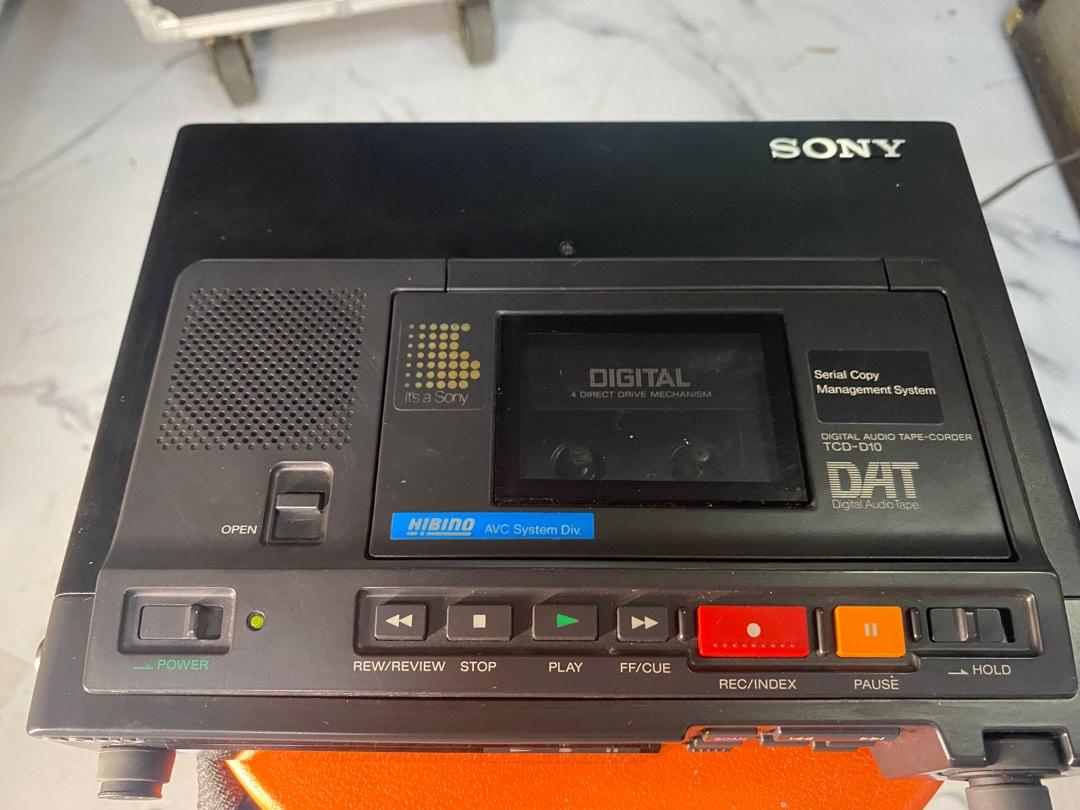 SONY
it's a Sony
DIGITAL
4 DIRECT DRIVE MECHANISM
Serial Copy
Management System
DIGITAL AUDIO TAPE-CORDER
TCD-D10
DAT
Digital Audio Tape
OPEN
HIBINO AVC System Div.
POWER
REW/REVIEW
STOP
PLAY
FF/CUE
REC/INDEX
PAUSE
HOLD
SCAN